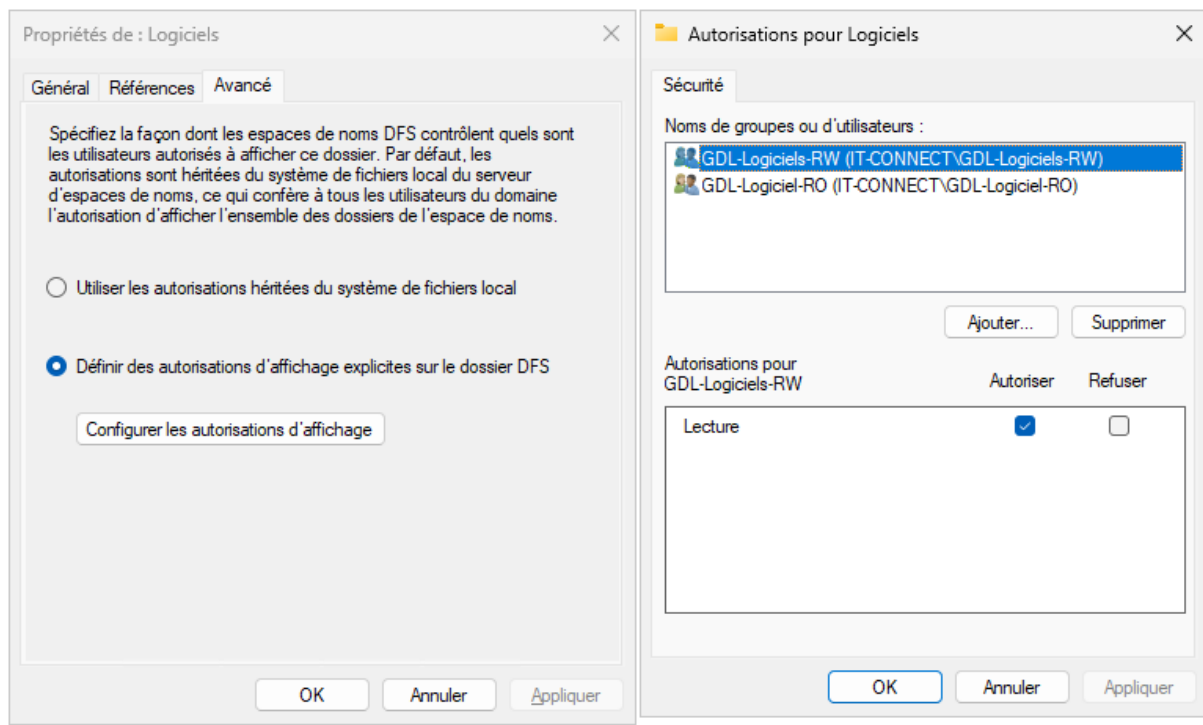 Propriétés de : Logiciels
Général
Références
Avancé
Spécifiez la façon dont les espaces de noms DFS contrôlent quels sont
les utilisateurs autorisés à afficher ce dossier. Par défaut, les
autorisations sont héritées du système de fichiers local du serveur
d'espaces de noms, ce qui confère à tous les utilisateurs du domaine
l'autorisation d'afficher l'ensemble des dossiers de l'espace de noms.
Utiliser les autorisations héritées du système de fichiers local
Définir des autorisations d'affichage explicites sur le dossier DFS
Configurer les autorisations d'affichage
OK
Annuler
Appliquer
Autorisations pour Logiciels
Sécurité
Noms de groupes ou d'utilisateurs :
GDL-Logiciels-RW (IT-CONNECT\GDL-Logiciels-RW)
GDL-Logiciel-RO (IT-CONNECT\GDL-Logiciel-RO)
Ajouter...
Supprimer
Autorisations pour
GDL-Logiciels-RW
Autoriser
Refuser
Lecture
OK
Annuler
Appliquer